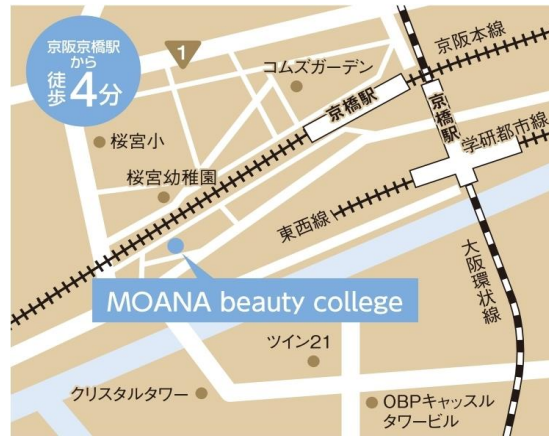 京阪京橋駅
から
徒歩4分
1
コムズガーデン
京阪本線
京橋駅
京橋駅
学研都市線
桜宮小
桜宮幼稚園
東西線
大阪環状線
MOANA beauty college
ツイン21
クリスタルタワー
OBPキャッスル
タワービル